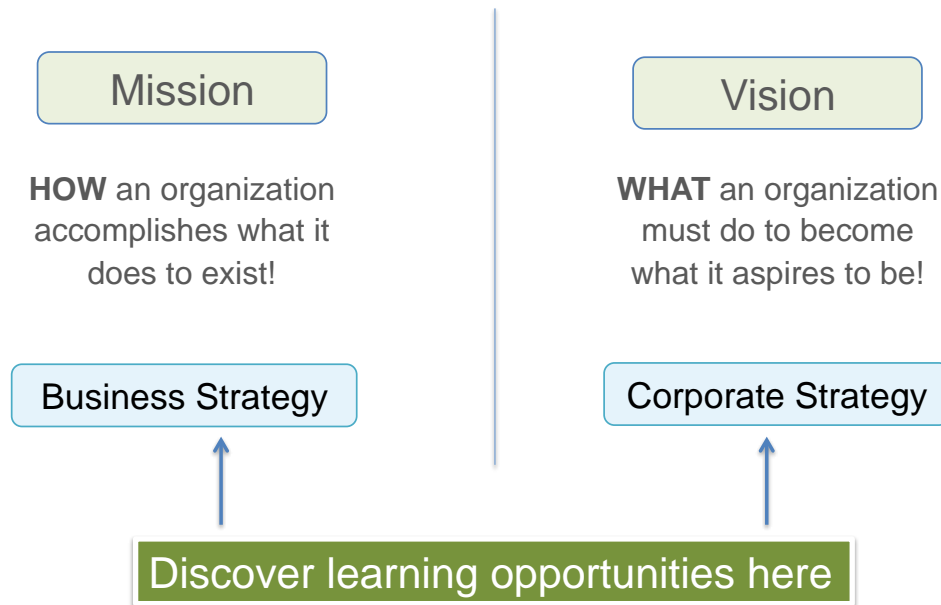 Mission
HOW an organization
accomplishes what it
does to exist!
Business Strategy
Vision
WHAT an organization
must do to become
what it aspires to be!
Corporate Strategy
Discover learning opportunities here